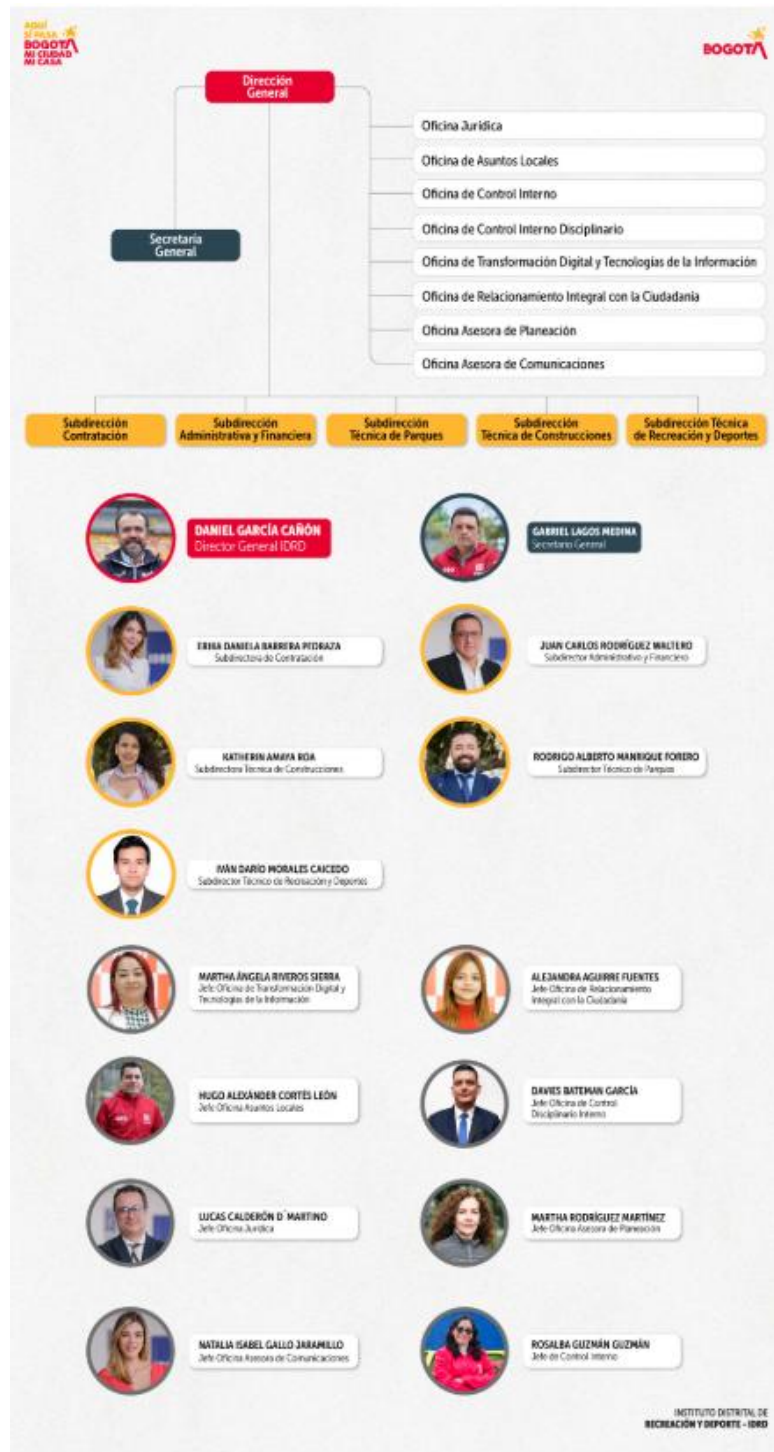 AQUÍ
SÍ PASA
BOGOTÁ
MI CIUDAD
MI CASA
BOGOTÁ
Dirección
General
Oficina Jurídica
Oficina de Asuntos Locales
Oficina de Control Interno
Oficina de Control Interno Disciplinario
Secretaría
General
Oficina de Transformación Digital y Tecnologías de la Información
Oficina de Relacionamiento Integral con la Ciudadanía
Oficina Asesora de Planeación
Oficina Asesora de Comunicaciones
Subdirección
Contratación
Subdirección
Administrativa y Financiera
Subdirección
Técnica de Parques
Subdirección
Técnica de Construcciones
Subdirección Técnica
de Recreación y Deportes
DANIEL GARCÍA CAÑÓN
Director General IDRD
GABRIEL LAGOS MEDINA
Secretario General
ERIKA DANIELA BARRERA PEDRAZA
Subdirectora de Contratación
JUAN CARLOS RODRÍGUEZ WALTERO
Subdirector Administrativo y Financiero
KATHERIN AMAYA ROA
Subdirectora Técnica de Construcciones
RODRIGO ALBERTO MANRIQUE FORERO
Subdirector Técnico de Parques
IVÁN DARÍO MORALES CAICEDO
Subdirector Técnico de Recreación y Deportes
MARTHA ÁNGELA RIVEROS SIERRA
Jefe Oficina de Transformación Digital y
Tecnologías de la Información
ALEJANDRA AGUIRRE FUENTES
Jefe Oficina de Relacionamiento
Integral con la Ciudadanía
HUGO ALEXÁNDER CORTÉS LEÓN
Jefe Oficina Asuntos Locales
DAVIES BATEMAN GARCÍA
Jefe Oficina de Control
Disciplinario Interno
LUCAS CALDERÓN D´MARTINO
Jefe Oficina Jurídica
MARTHA RODRÍGUEZ MARTÍNEZ
Jefe Oficina Asesora de Planeación
NATALIA ISABEL GALLO JARAMILLO
Jefe Oficina Asesora de Comunicaciones
ROSALBA GUZMÁN GUZMÁN
Jefe de Control Interno
INSTITUTO DISTRITAL DE
RECREACIÓN Y DEPORTE - IDRD